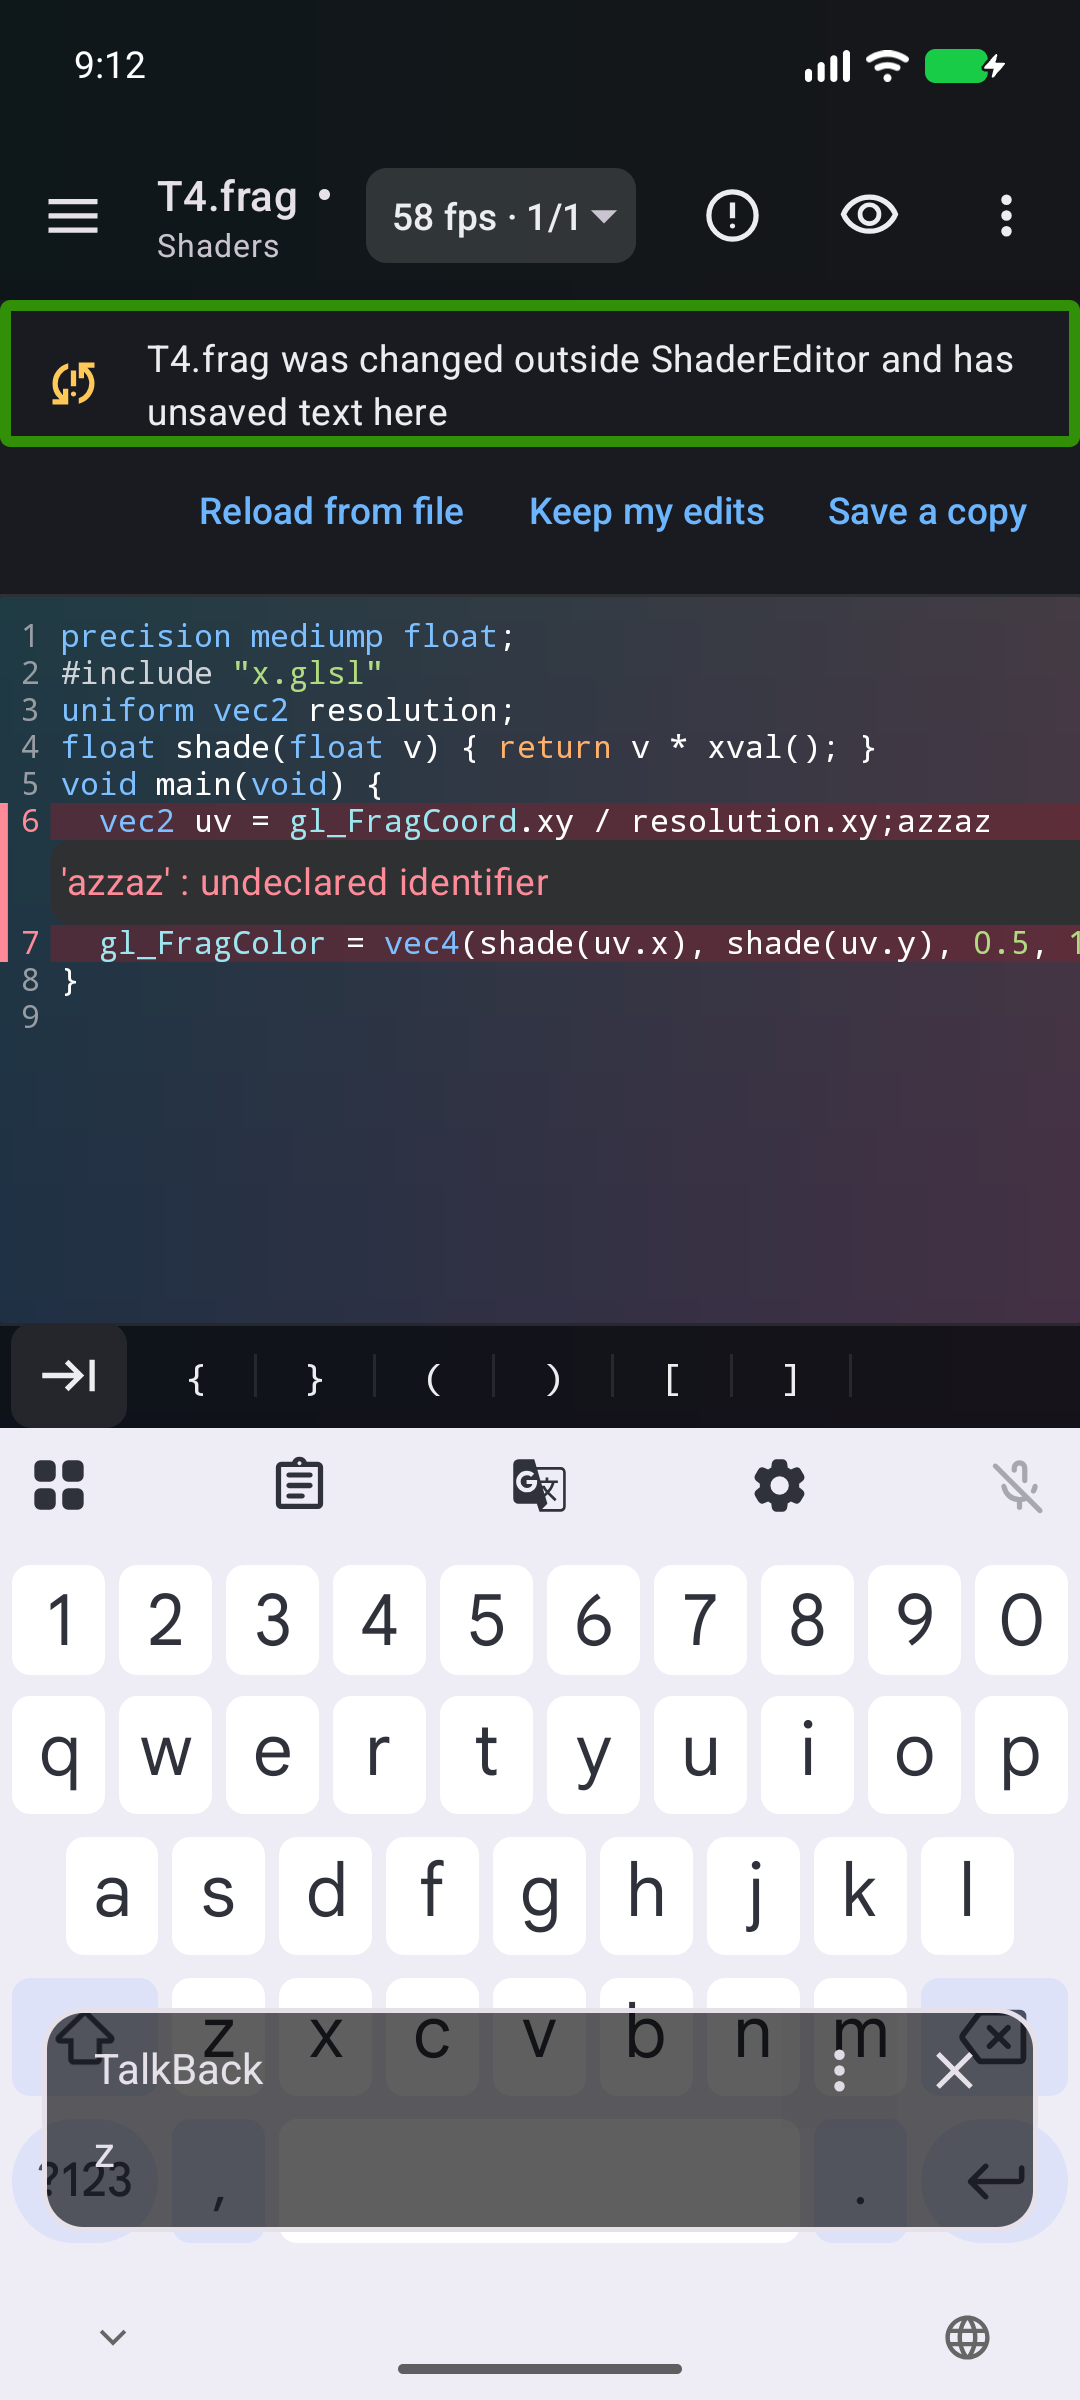 9:12
T4.frag •
Shaders
58 fps · 1/1
T4.frag was changed outside ShaderEditor and has
unsaved text here
Reload from file Keep my edits Save a copy
1 precision mediump float;
2 #include "x.glsl"
3 uniform vec2 resolution;
4 float shade(float v) { return v * xval(); }
5 void main(void) {
6 vec2 uv = gl_FragCoord.xy / resolution.xy;azzaz
'azzaz' : undeclared identifier
7 gl_FragColor = vec4(shade(uv.x), shade(uv.y), 0.5, 1
8 }
9
{ } ( ) [ ]
1 2 3 4 5 6 7 8 9 0
q w e r t y u i o p
a s d f g h j k l
z x c v b n m
TalkBack
z
?123 , .